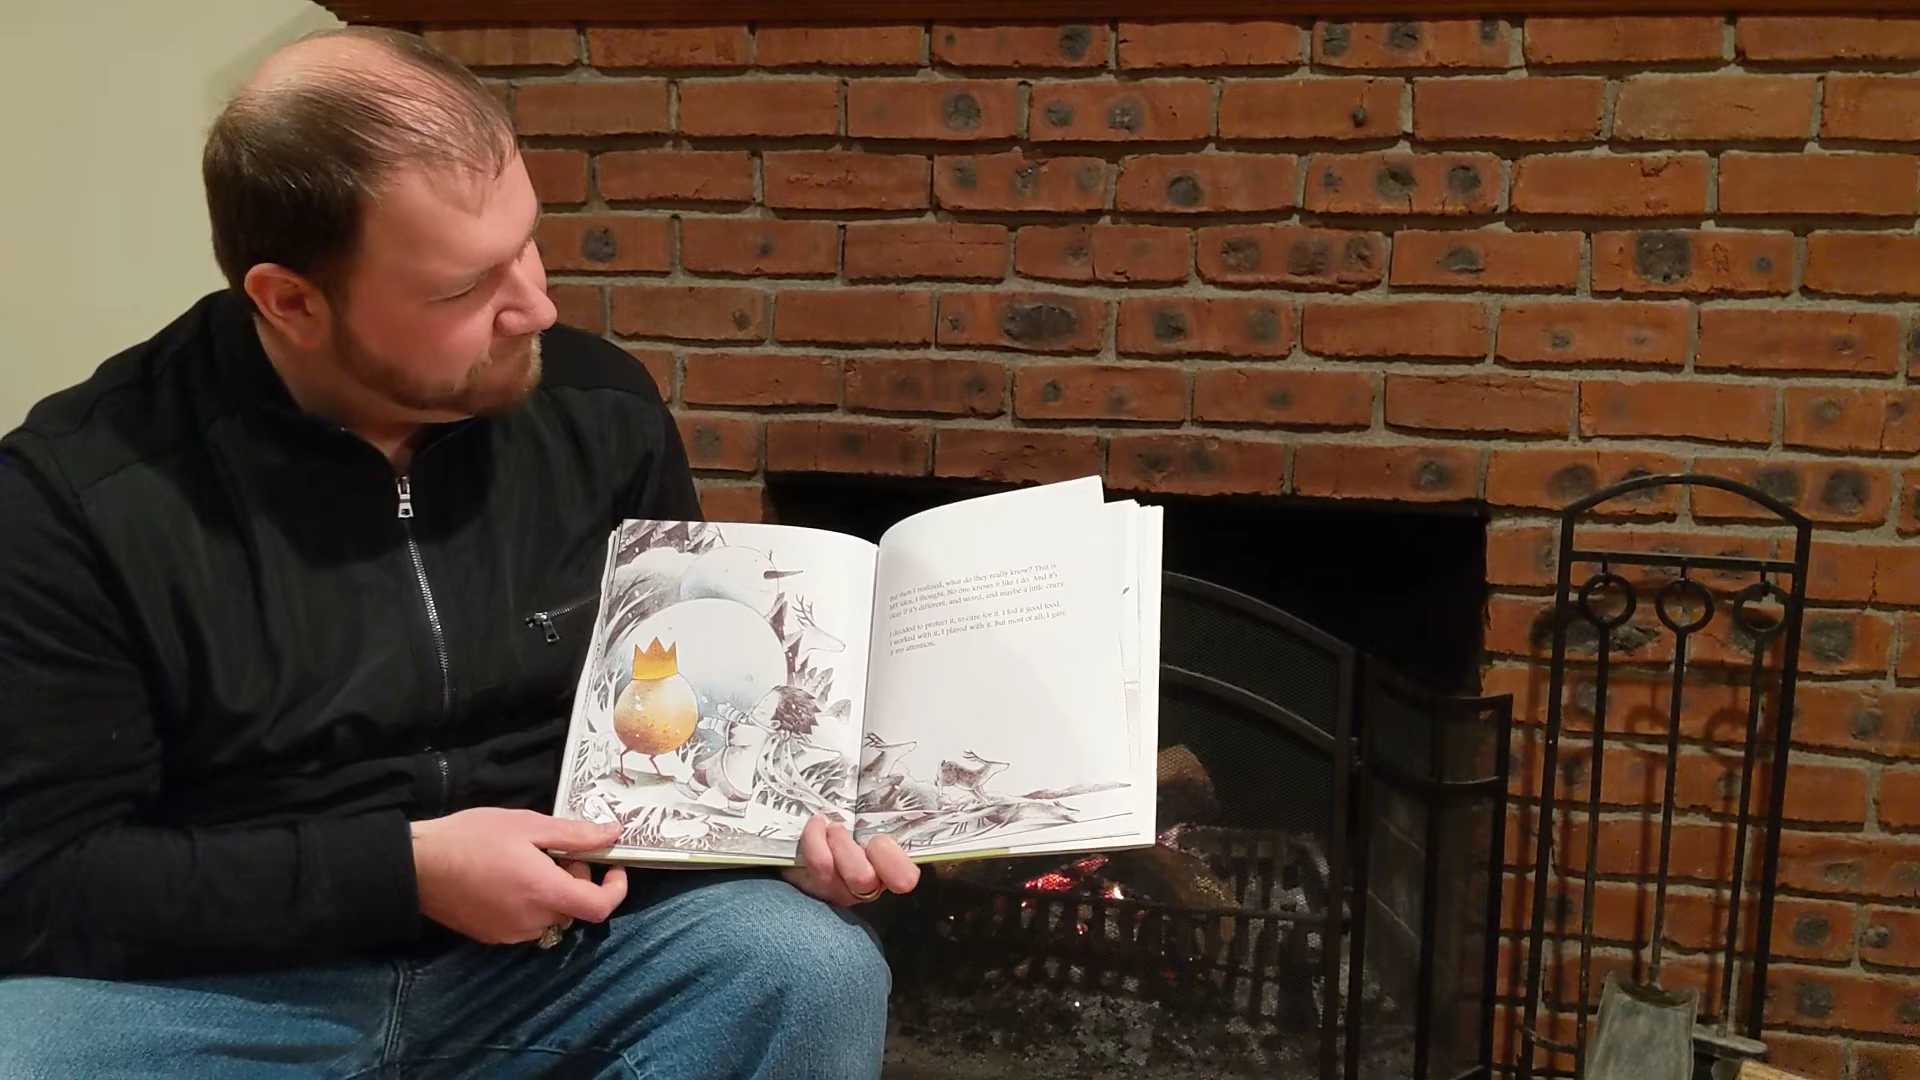 But then I realized, what do they really know? This is
MY idea, I thought. No one knows it like I do. And it's
okay if it's different, and weird, and maybe a little crazy.
I decided to protect it, to care for it. I fed it good food.
I worked with it, I played with it. But most of all, I gave
it my attention.